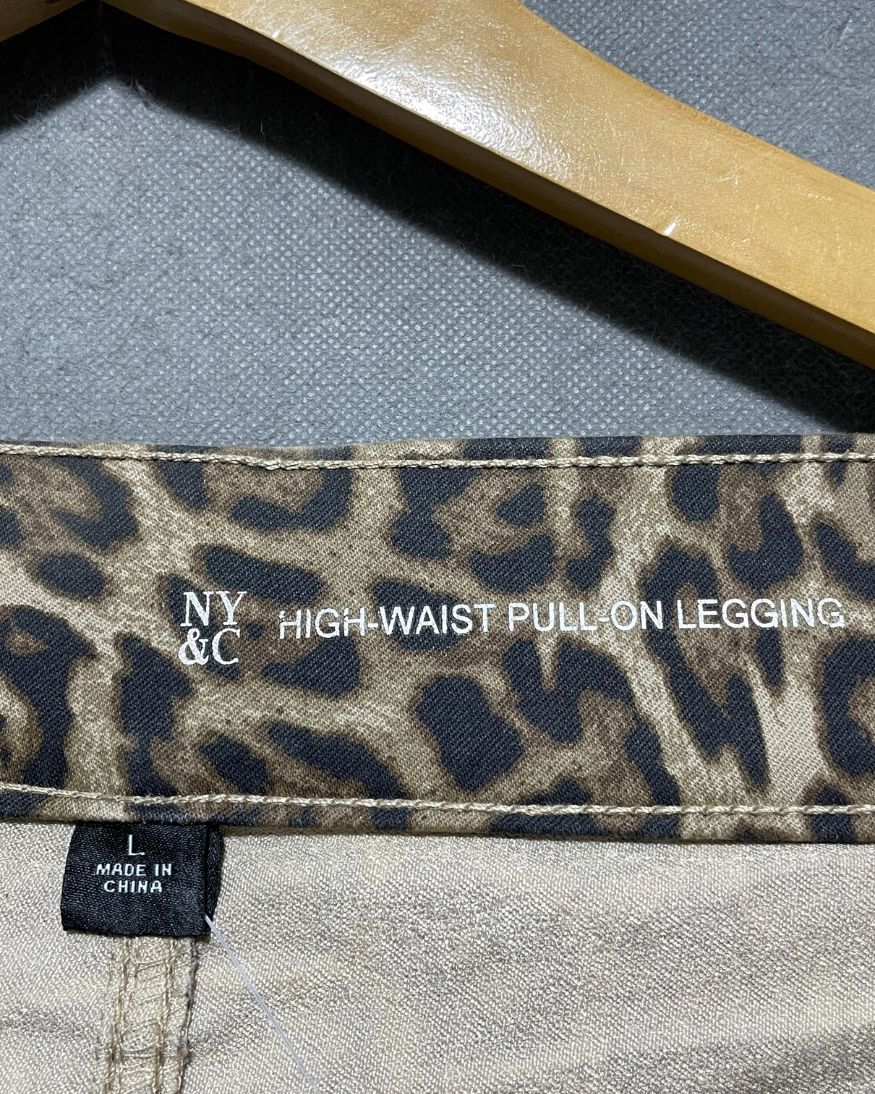 NY
&C
HIGH-WAIST PULL-ON LEGGING
L
MADE IN
CHINA